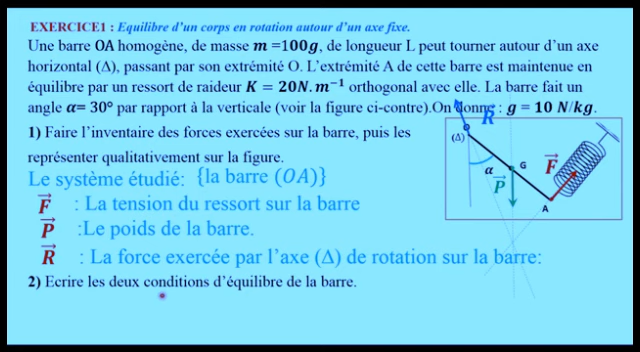 EXERCICE1 : Equilibre d'un corps en rotation autour d'un axe fixe.
Une barre OA homogène, de masse m =100g, de longueur L peut tourner autour d'un axe
horizontal (Δ), passant par son extrémité O. L'extrémité A de cette barre est maintenue en
équilibre par un ressort de raideur K = 20N.m⁻¹ orthogonal avec elle. La barre fait un
angle α= 30° par rapport à la verticale (voir la figure ci-contre).On donne : g = 10 N/kg.
1) Faire l'inventaire des forces exercées sur la barre, puis les
représenter qualitativement sur la figure.
Le système étudié: {la barre (OA)}
F⃗ : La tension du ressort sur la barre
P⃗ :Le poids de la barre.
R⃗ : La force exercée par l'axe (Δ) de rotation sur la barre:
2) Ecrire les deux conditions d'équilibre de la barre.
R⃗
(Δ)
α
G
F⃗
P⃗
A